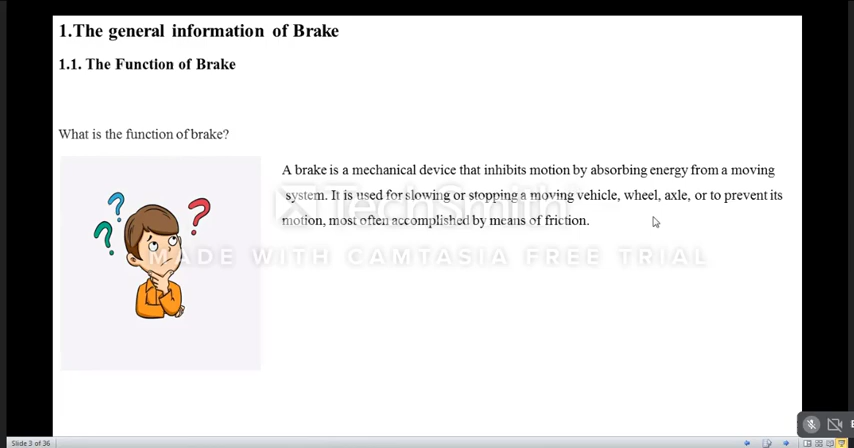 1.The general information of Brake
1.1. The Function of Brake
What is the function of brake?
A brake is a mechanical device that inhibits motion by absorbing energy from a moving
system. It is used for slowing or stopping a moving vehicle, wheel, axle, or to prevent its
motion, most often accomplished by means of friction.
TechSmith
MADE WITH CAMTASIA FREE TRIAL
Slide 3 of 36